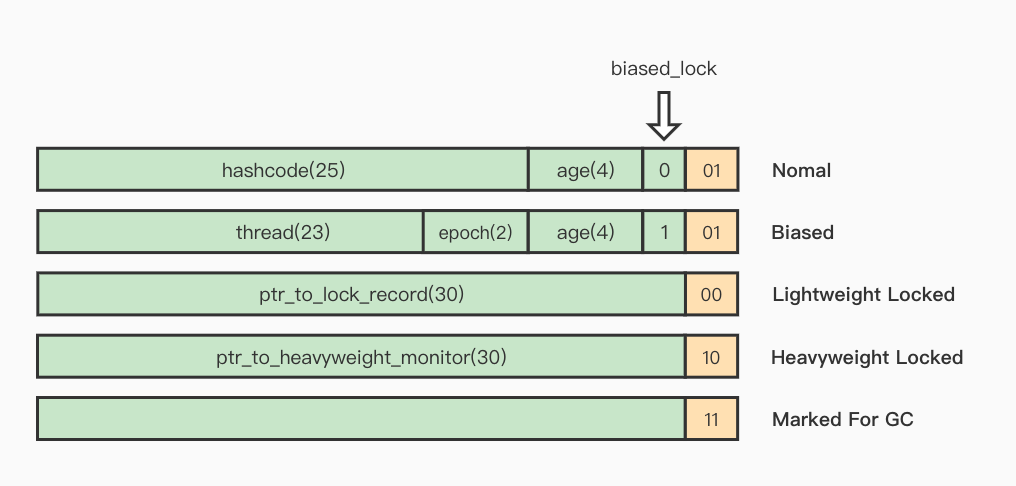 biased_lock
hashcode(25) age(4) 0 01 Nomal
thread(23) epoch(2) age(4) 1 01 Biased
ptr_to_lock_record(30) 00 Lightweight Locked
ptr_to_heavyweight_monitor(30) 10 Heavyweight Locked
11 Marked For GC